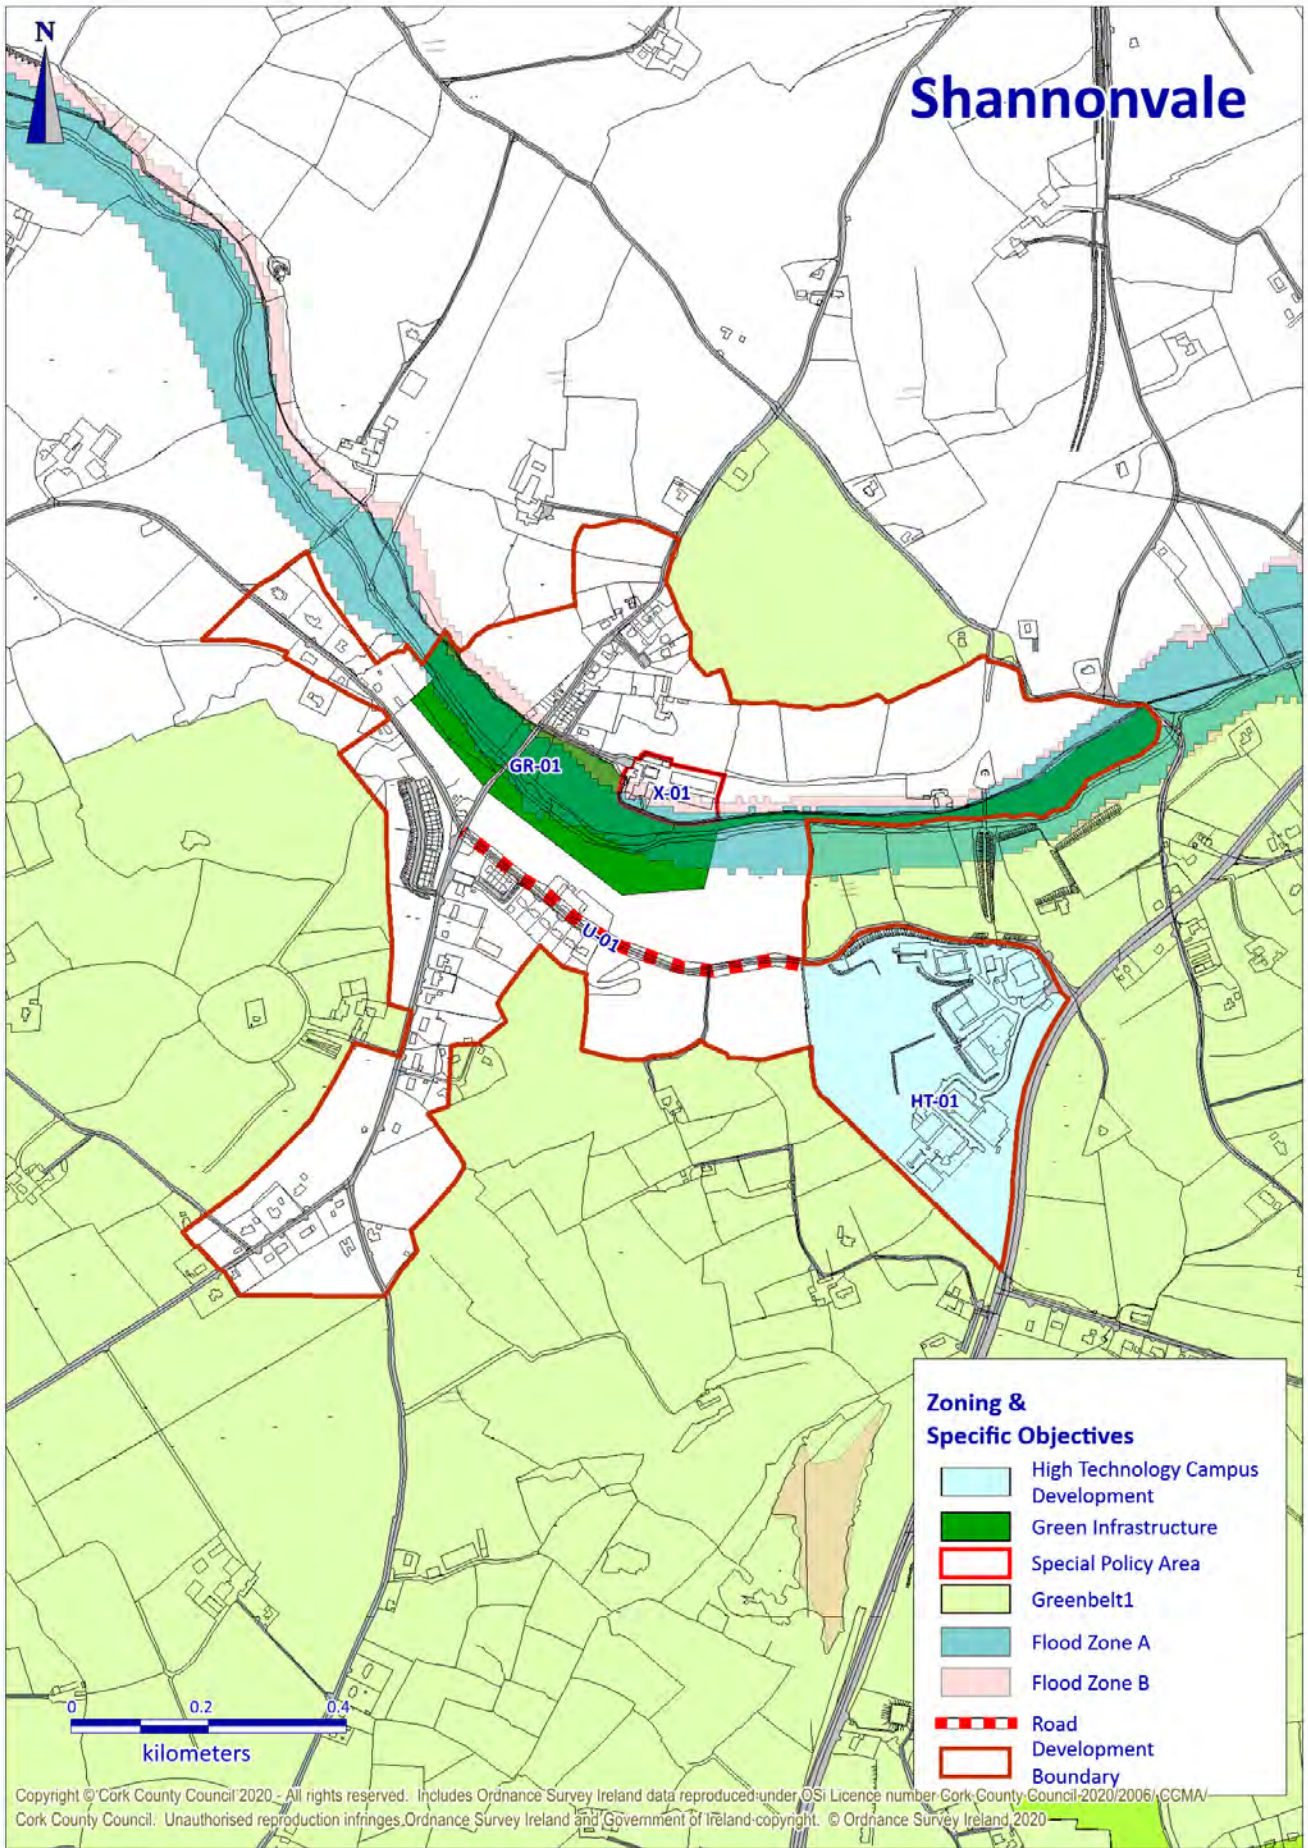 N
Shannonvale
GR-01
X-01
U-01
HT-01
Zoning &
Specific Objectives
High Technology Campus
Development
Green Infrastructure
Special Policy Area
Greenbelt1
Flood Zone A
Flood Zone B
Road
Development
Boundary
0 0.2 0.4
kilometers
Copyright © Cork County Council 2020 - All rights reserved. Includes Ordnance Survey Ireland data reproduced under OSi Licence number Cork County Council 2020/2006/ CCMA/
Cork County Council. Unauthorised reproduction infringes Ordnance Survey Ireland and Government of Ireland copyright. © Ordnance Survey Ireland 2020